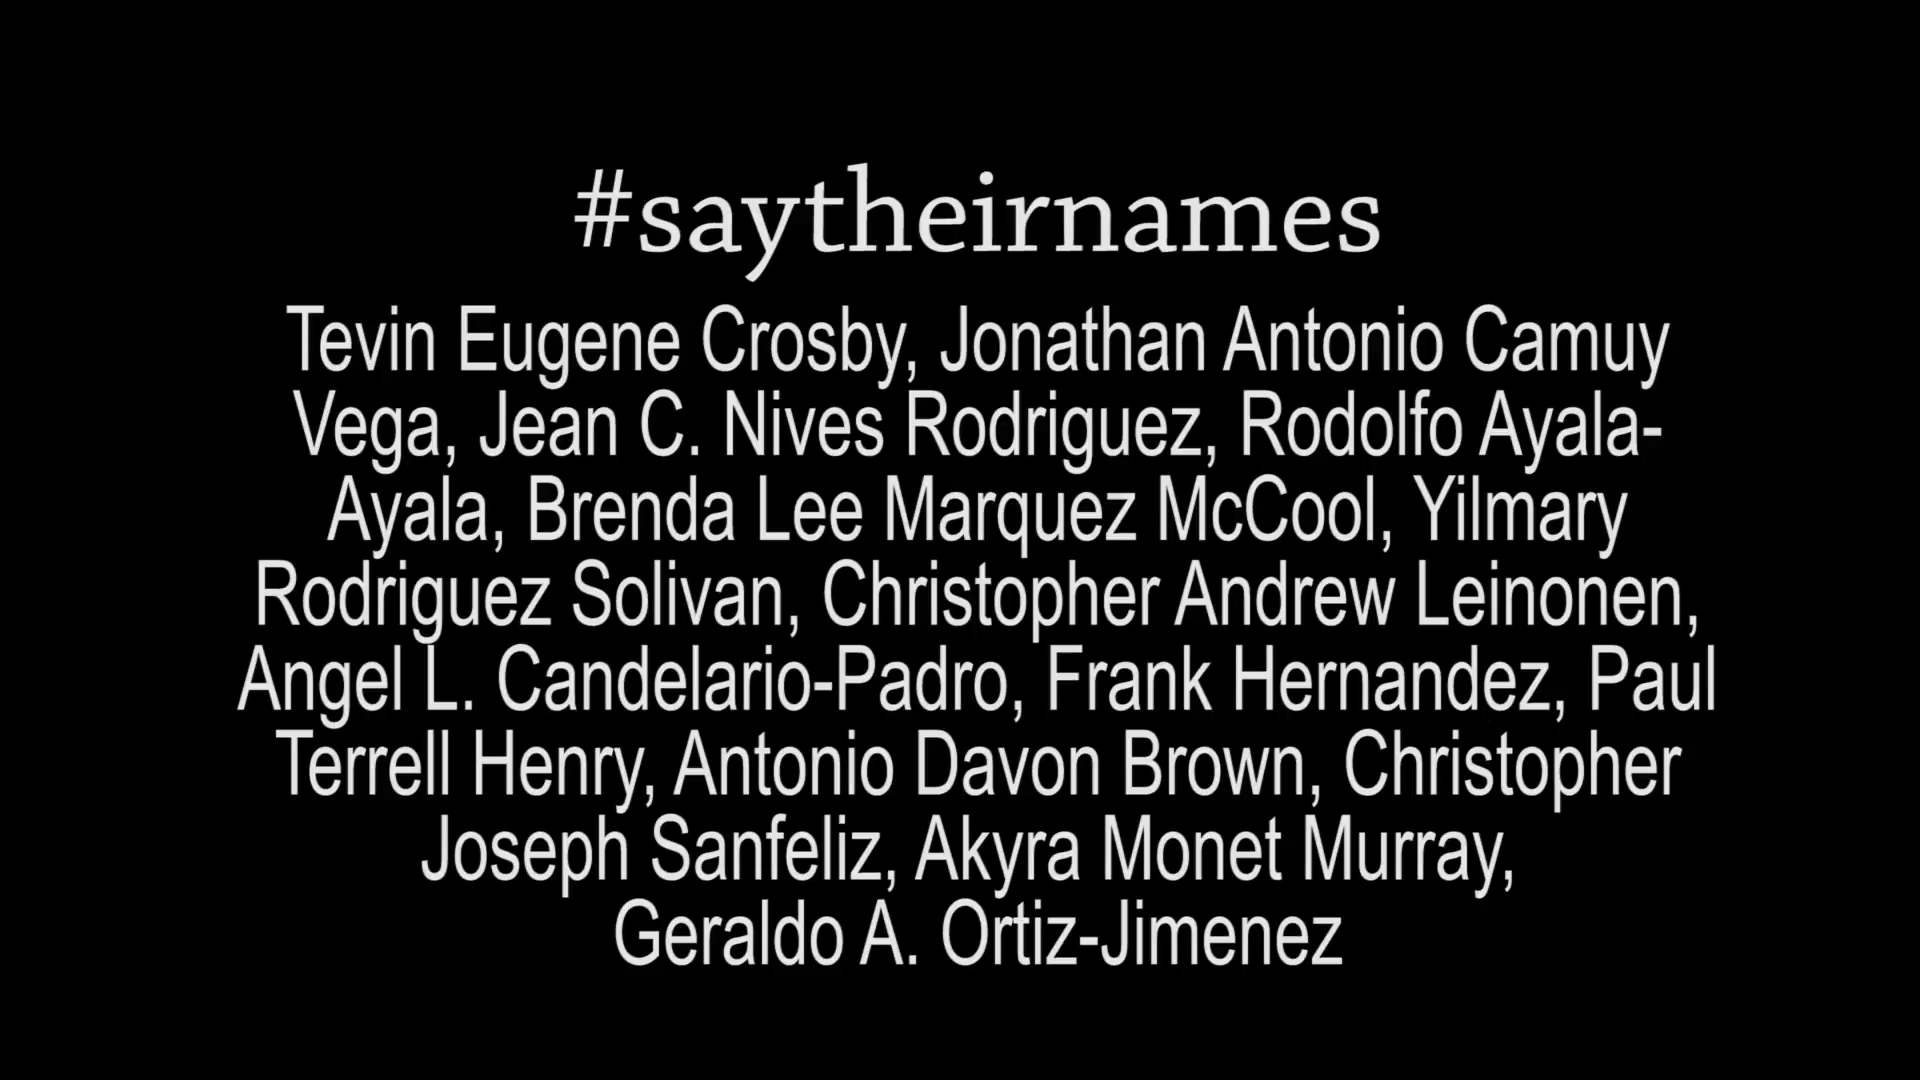 #saytheirnames
Tevin Eugene Crosby, Jonathan Antonio Camuy
Vega, Jean C. Nives Rodriguez, Rodolfo Ayala-
Ayala, Brenda Lee Marquez McCool, Yilmary
Rodriguez Solivan, Christopher Andrew Leinonen,
Angel L. Candelario-Padro, Frank Hernandez, Paul
Terrell Henry, Antonio Davon Brown, Christopher
Joseph Sanfeliz, Akyra Monet Murray,
Geraldo A. Ortiz-Jimenez